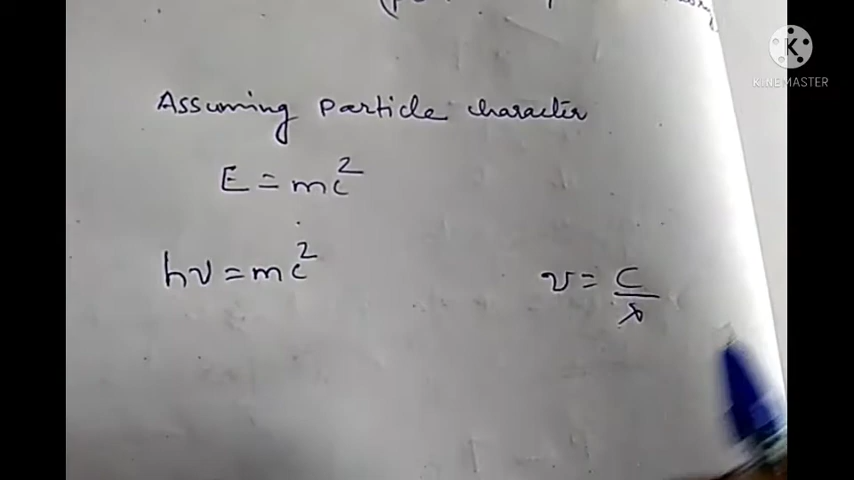 KINEMASTER
Assuming particle character
E = mc²
hν = mc²
ν = c/λ